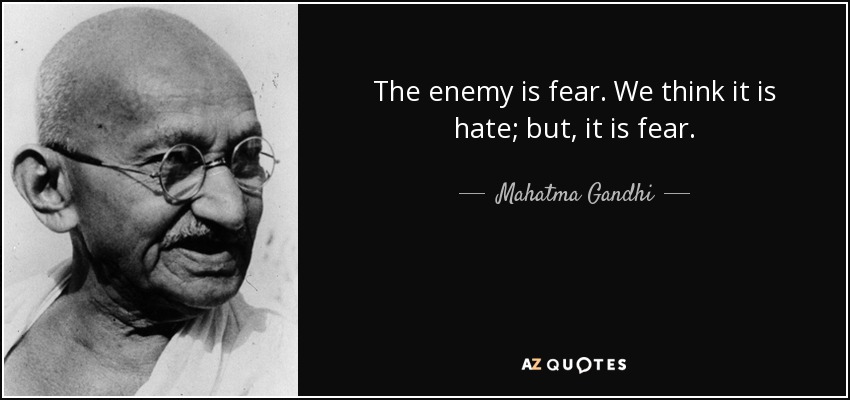 The enemy is fear. We think it is
hate; but, it is fear.
Mahatma Gandhi
AZ QUOTES